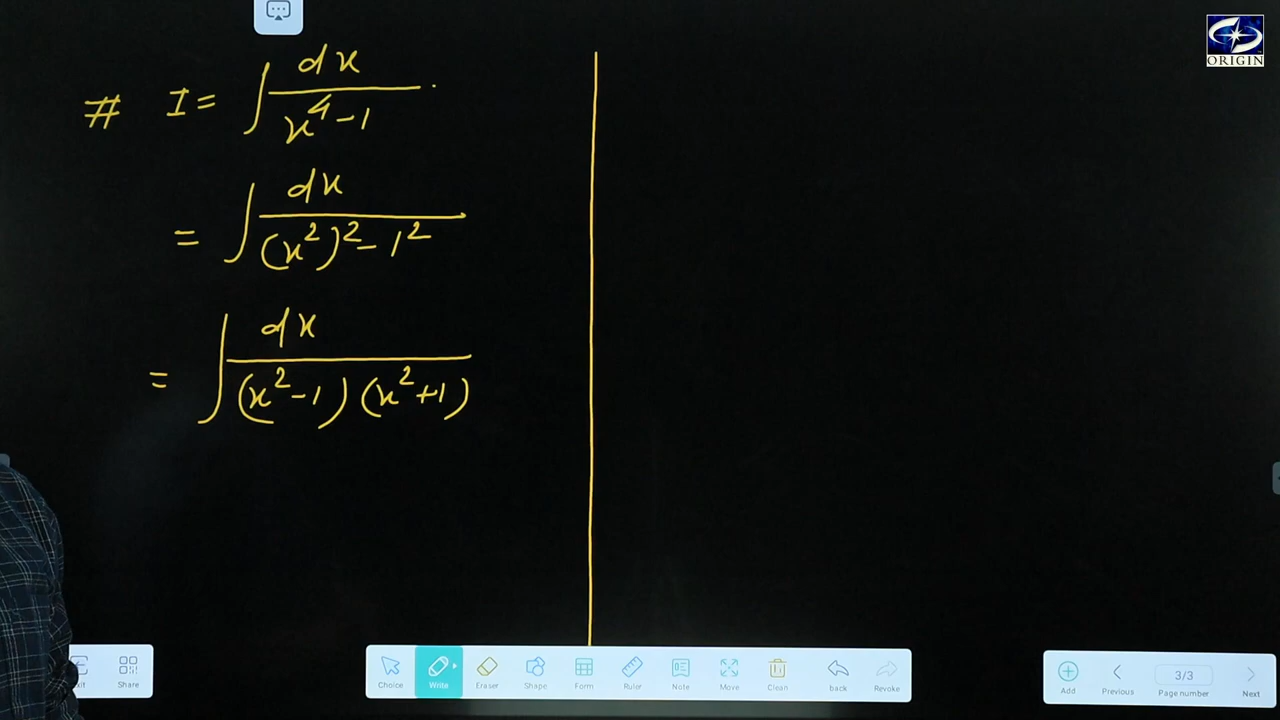 # I = ∫ dx / (x⁴ - 1)
= ∫ dx / ((x²)² - 1²)
= ∫ dx / ((x² - 1) (x² + 1))
ORIGIN
Share
Choice
Write
Eraser
Shape
Form
Ruler
Note
Move
Clean
back
Revoke
Add
Previous
3/3
Page number
Next